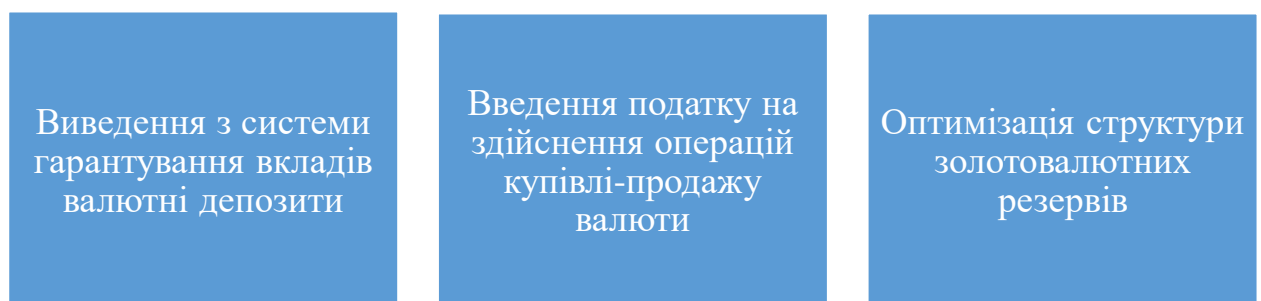 Виведення з системи
гарантування вкладів
валютні депозити
Введення податку на
здійснення операцій
купівлі-продажу
валюти
Оптимізація структури
золотовалютних
резервів